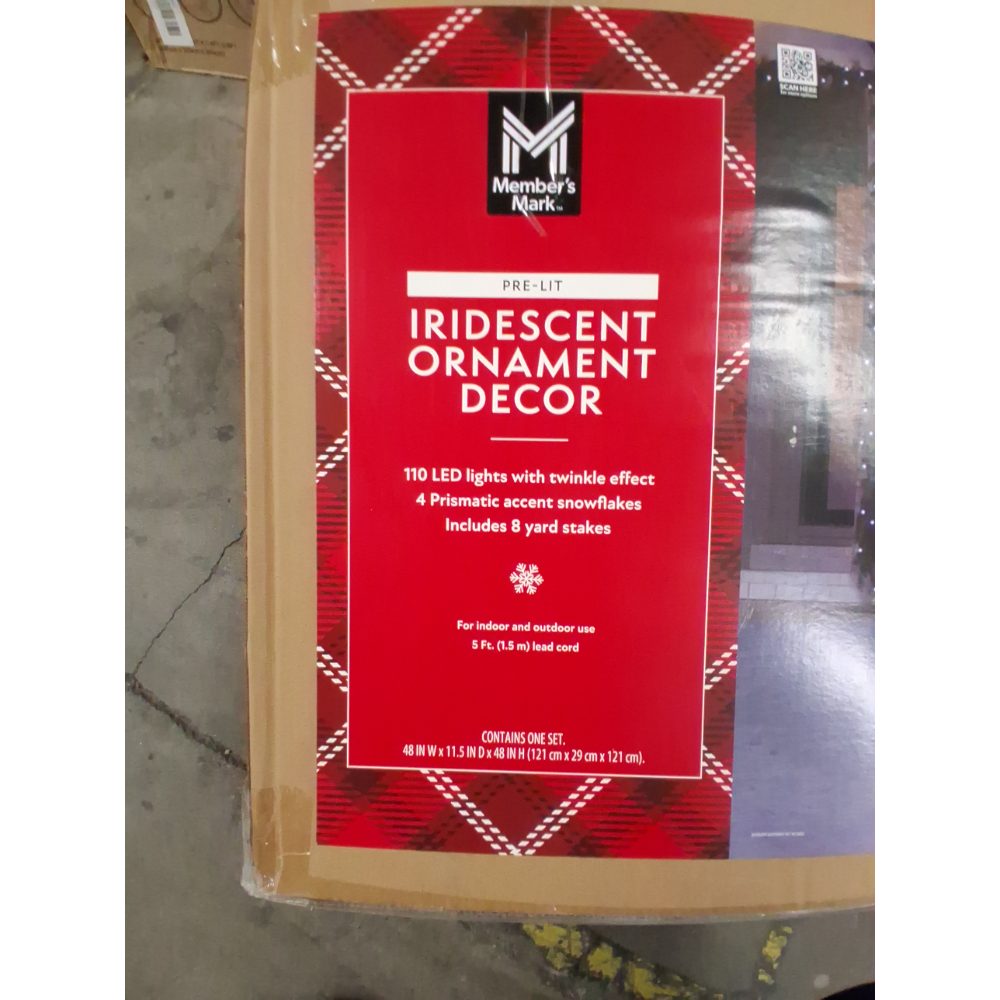 Member's
Mark™
PRE-LIT
IRIDESCENT
ORNAMENT
DECOR
110 LED lights with twinkle effect
4 Prismatic accent snowflakes
Includes 8 yard stakes
For indoor and outdoor use
5 Ft. (1.5 m) lead cord
CONTAINS ONE SET.
48 IN W x 11.5 IN D x 48 IN H (121 cm x 29 cm x 121 cm).
SCAN HERE